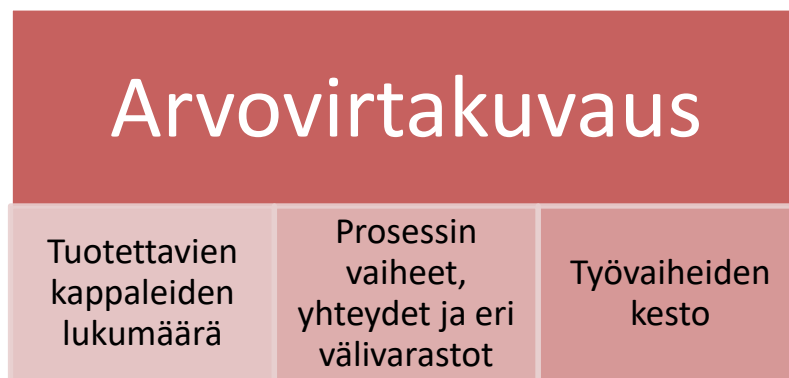 Arvovirtakuvaus
Tuotettavien
kappaleiden
lukumäärä
Prosessin
vaiheet,
yhteydet ja eri
välivarastot
Työvaiheiden
kesto